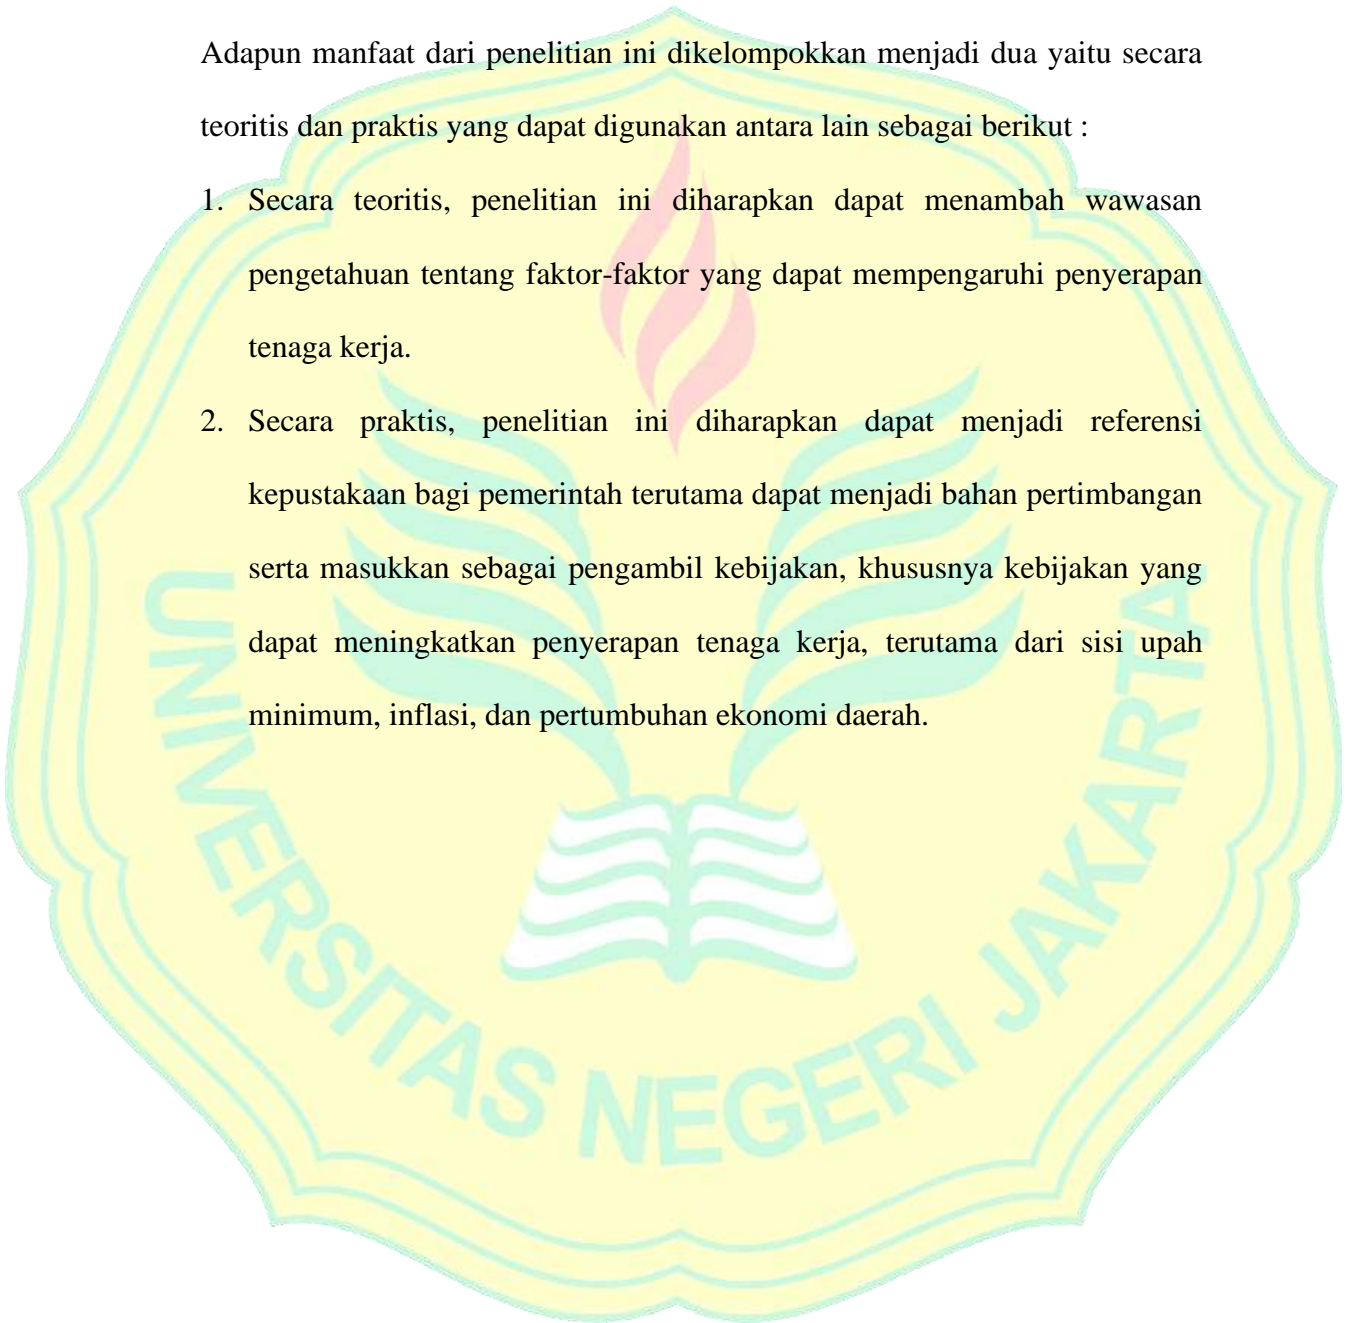 Adapun manfaat dari penelitian ini dikelompokkan menjadi dua yaitu secara
teoritis dan praktis yang dapat digunakan antara lain sebagai berikut :
1. Secara teoritis, penelitian ini diharapkan dapat menambah wawasan
pengetahuan tentang faktor-faktor yang dapat mempengaruhi penyerapan
tenaga kerja.
2. Secara praktis, penelitian ini diharapkan dapat menjadi referensi
kepustakaan bagi pemerintah terutama dapat menjadi bahan pertimbangan
serta masukkan sebagai pengambil kebijakan, khususnya kebijakan yang
dapat meningkatkan penyerapan tenaga kerja, terutama dari sisi upah
minimum, inflasi, dan pertumbuhan ekonomi daerah.
UNIVERSITAS NEGERI JAKARTA